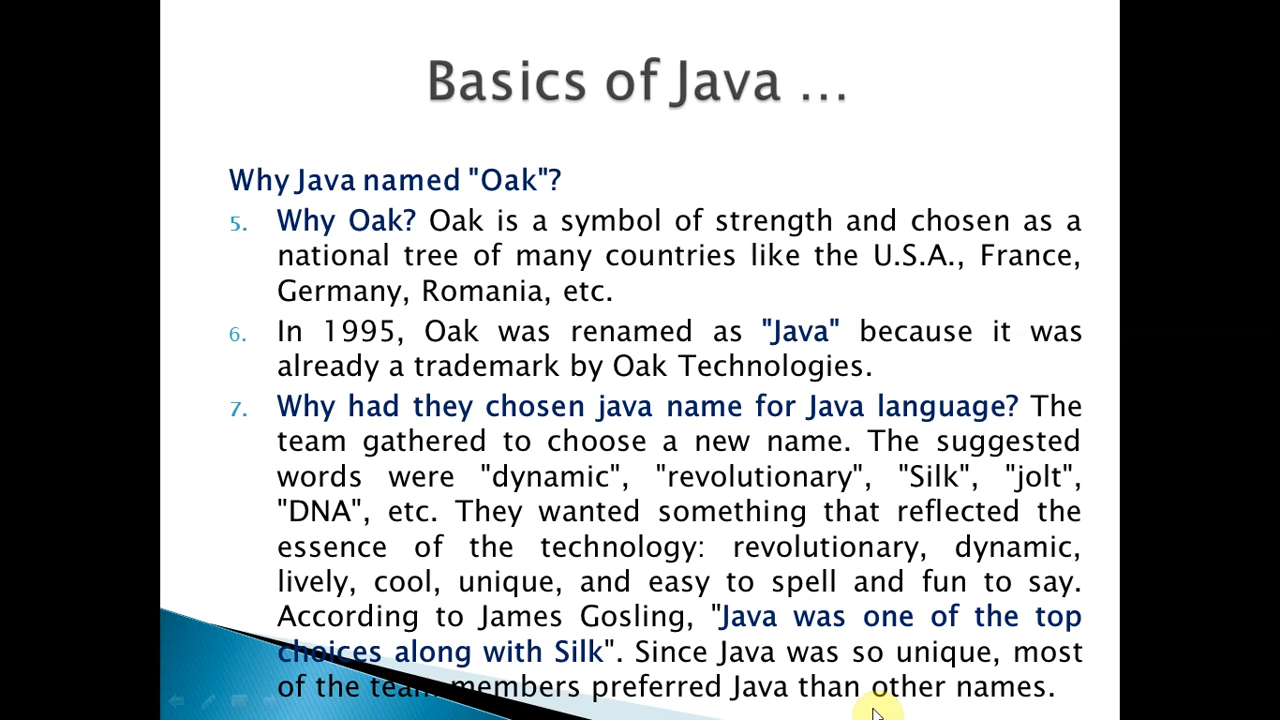 Basics of Java ...
Why Java named "Oak"?
5. Why Oak? Oak is a symbol of strength and chosen as a
national tree of many countries like the U.S.A., France,
Germany, Romania, etc.
6. In 1995, Oak was renamed as "Java" because it was
already a trademark by Oak Technologies.
7. Why had they chosen java name for Java language? The
team gathered to choose a new name. The suggested
words were "dynamic", "revolutionary", "Silk", "jolt",
"DNA", etc. They wanted something that reflected the
essence of the technology: revolutionary, dynamic,
lively, cool, unique, and easy to spell and fun to say.
According to James Gosling, "Java was one of the top
choices along with Silk". Since Java was so unique, most
of the team members preferred Java than other names.